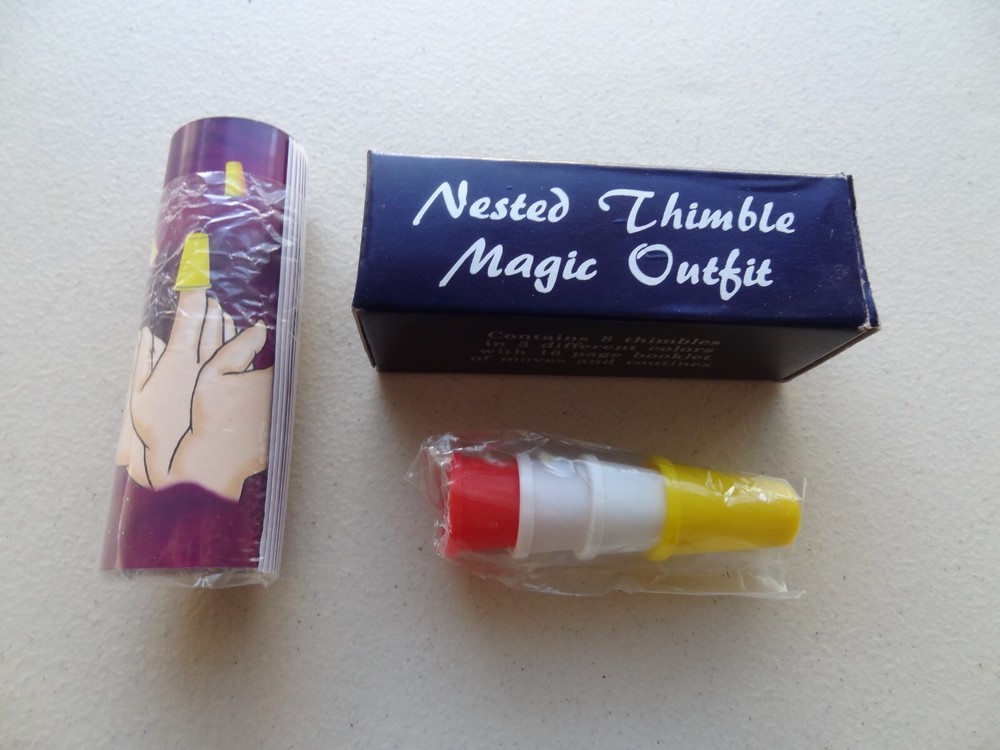 Nested Thimble
Magic Outfit
Contains 8 thimbles
in 3 different colors
with 16 page booklet
of moves and routines